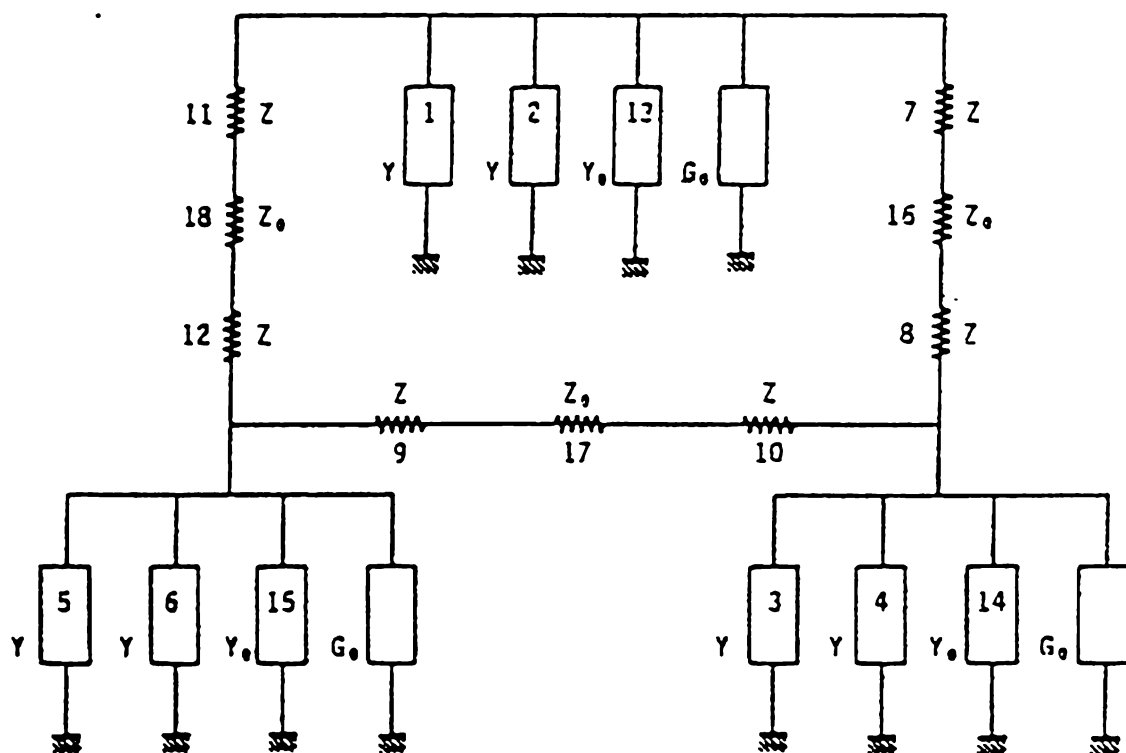 11 Z 1 2 13 7 Z
Y Y Y₀ G₀
18 Z₀ 16 Z₀
12 Z 8 Z
Z Z₀ Z
9 17 10
5 6 15 3 4 14
Y Y Y₀ G₀ Y Y Y₀ G₀